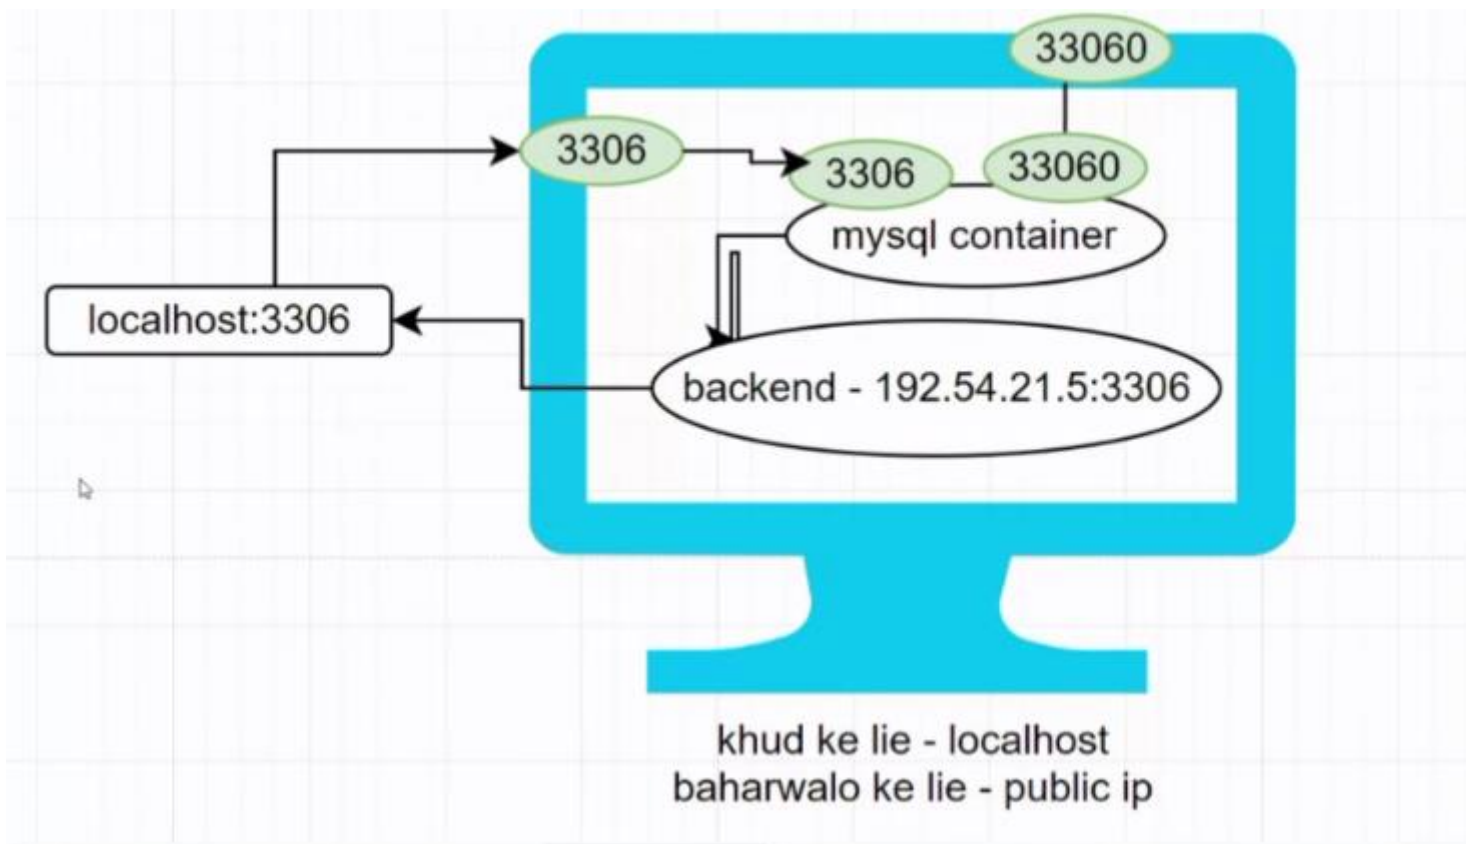 33060
3306
3306
33060
mysql container
localhost:3306
backend - 192.54.21.5:3306
khud ke lie - localhost
baharwalo ke lie - public ip